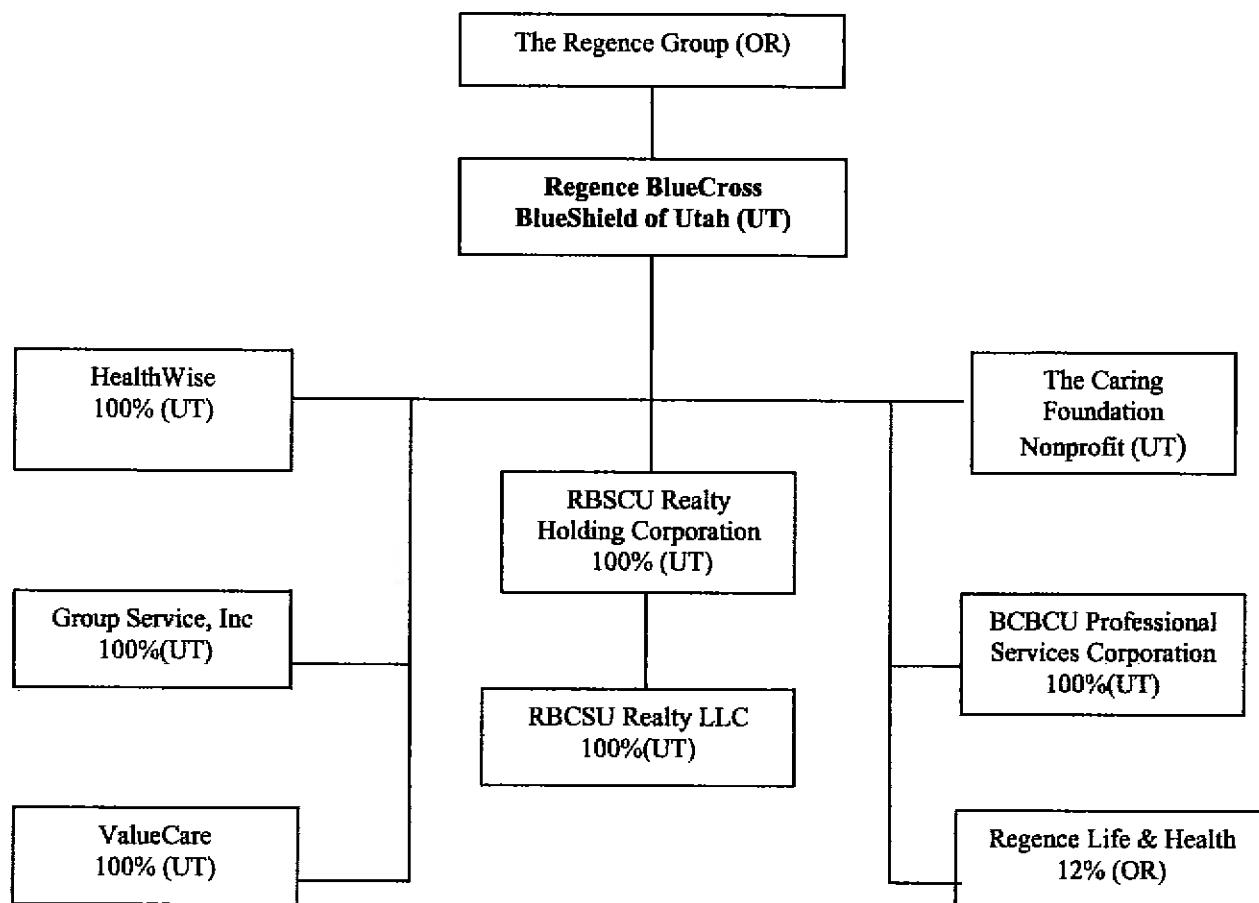 The Regence Group (OR)
Regence BlueCross
BlueShield of Utah (UT)
HealthWise
100% (UT)
The Caring
Foundation
Nonprofit (UT)
RBSCU Realty
Holding Corporation
100% (UT)
Group Service, Inc
100%(UT)
BCBCU Professional
Services Corporation
100%(UT)
RBCSU Realty LLC
100%(UT)
ValueCare
100% (UT)
Regence Life & Health
12% (OR)